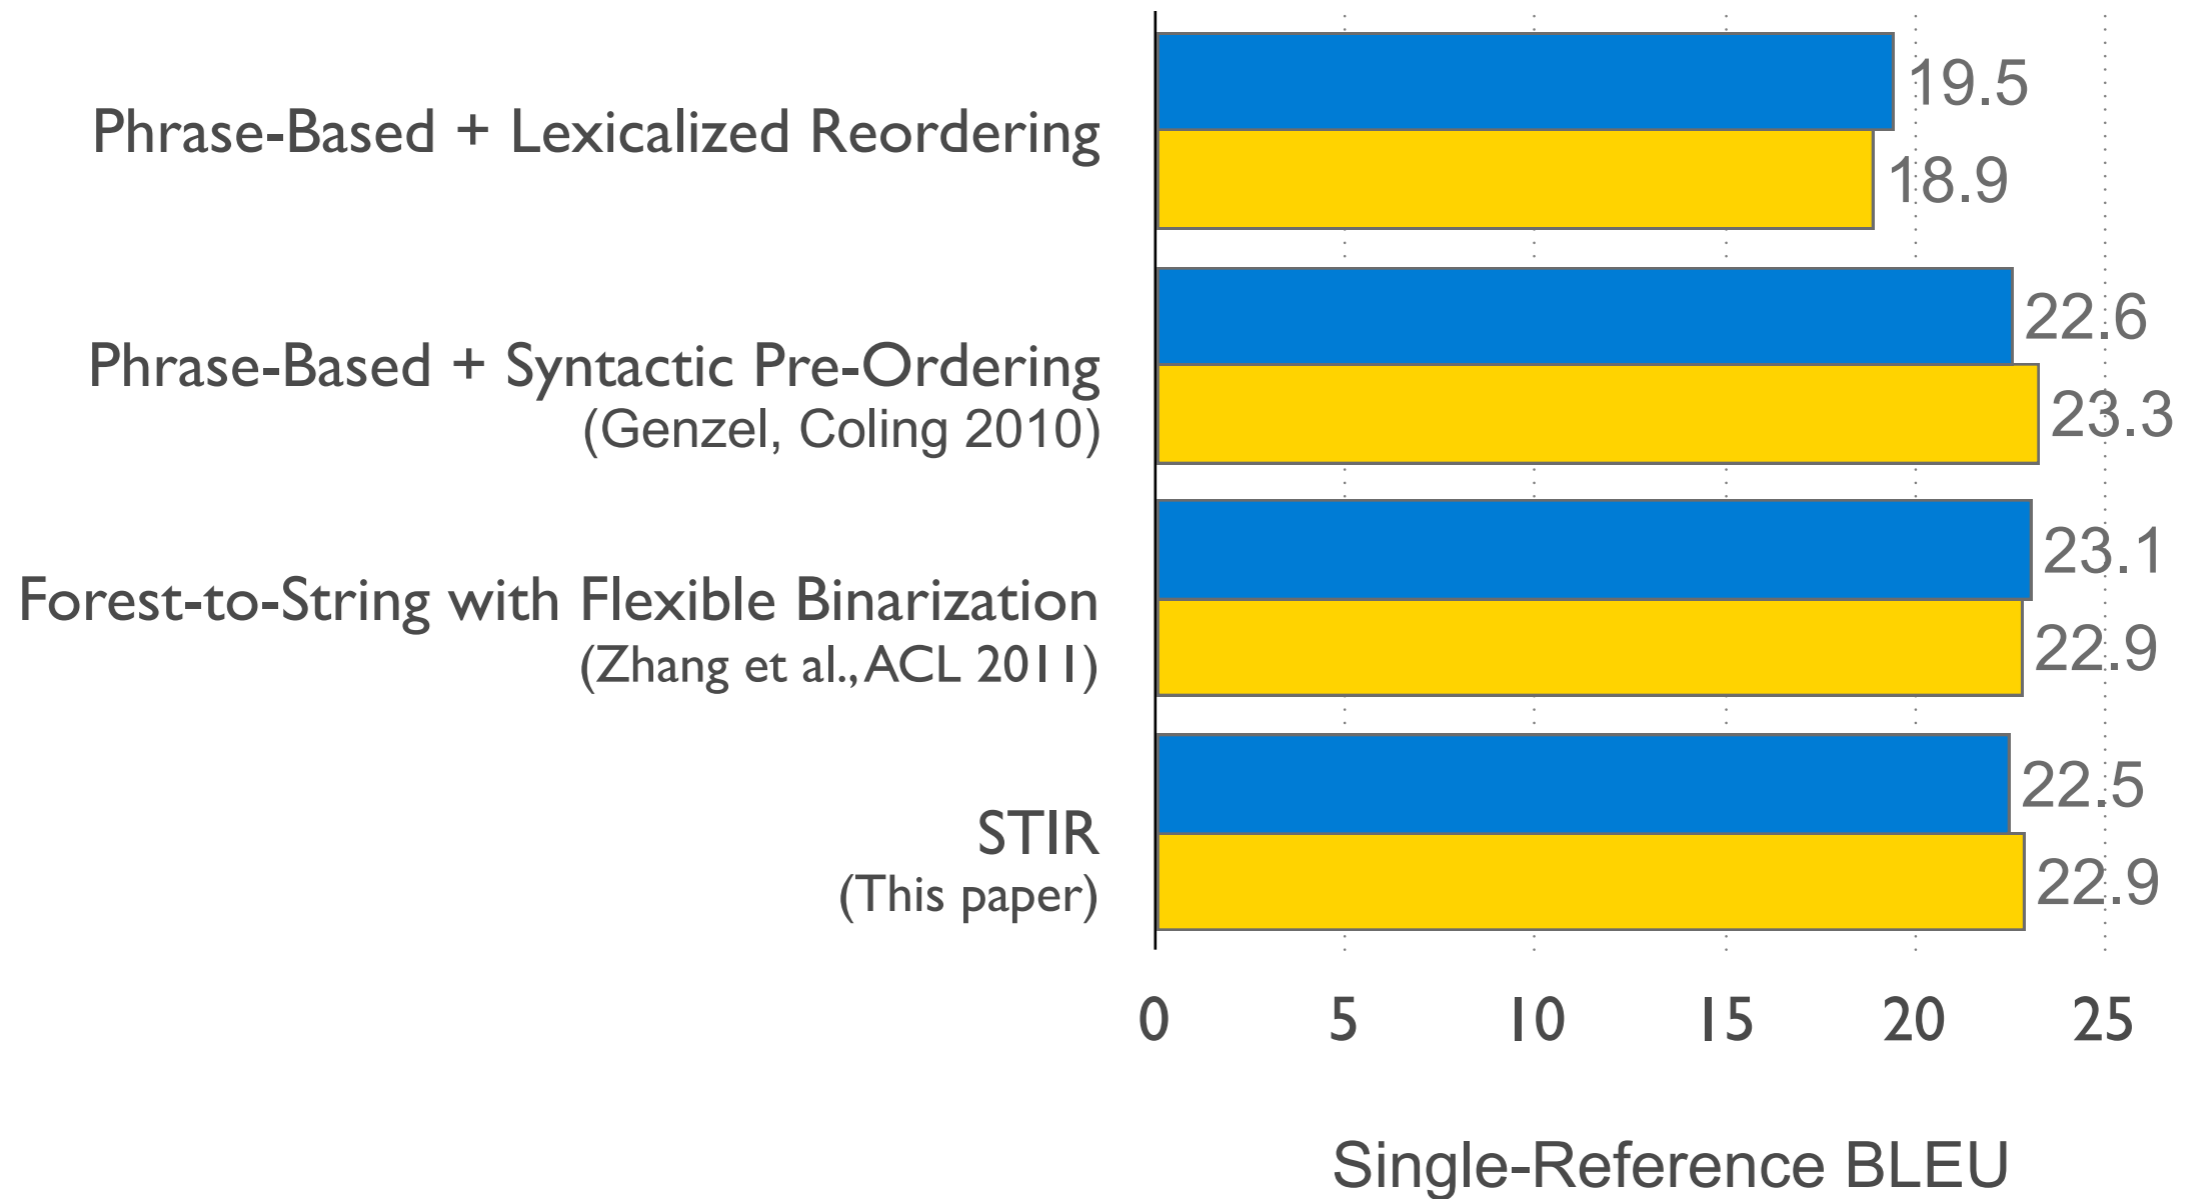 Phrase-Based + Lexicalized Reordering
19.5
18.9
Phrase-Based + Syntactic Pre-Ordering
(Genzel, Coling 2010)
22.6
23.3
Forest-to-String with Flexible Binarization
(Zhang et al., ACL 2011)
23.1
22.9
STIR
(This paper)
22.5
22.9
0 5 10 15 20 25
Single-Reference BLEU